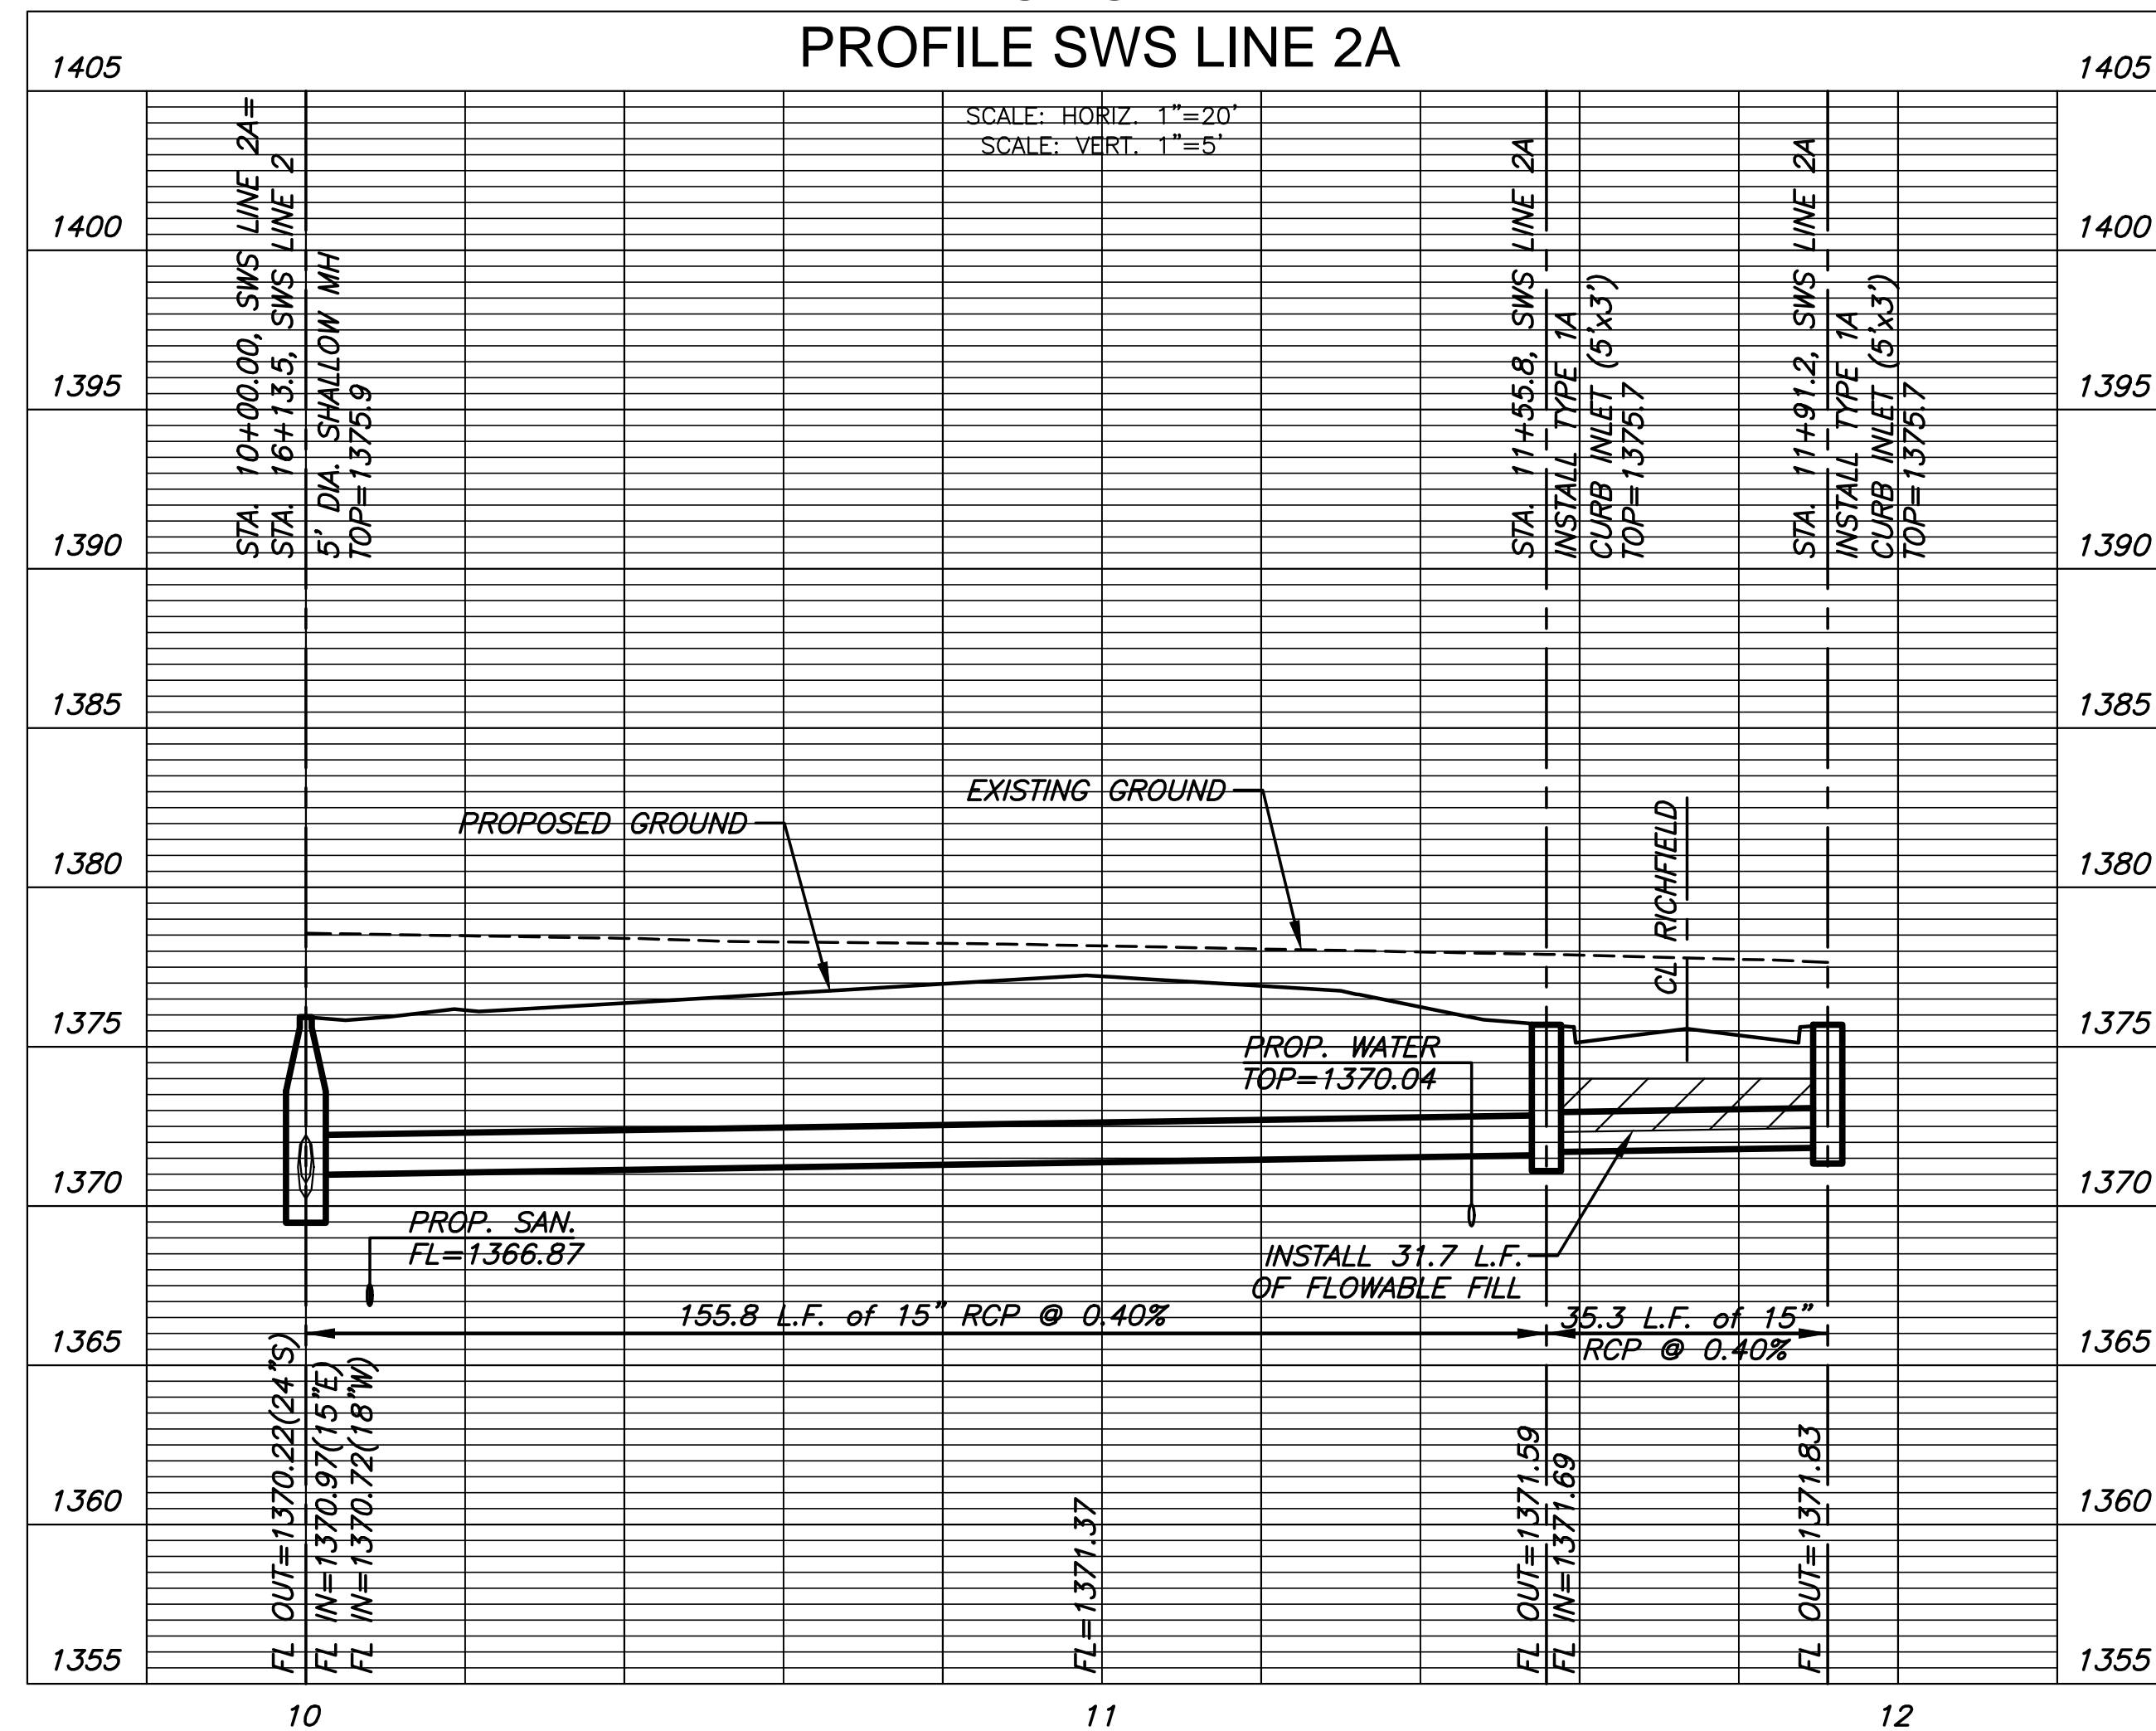 PROFILE SWS LINE 2A
SCALE: HORIZ. 1"=20'
SCALE: VERT. 1"=5'
1405
1405
1400
1400
1395
1395
1390
1390
1385
1385
1380
1380
1375
1375
1370
1370
1365
1365
1360
1360
1355
1355
STA. 10+00.00, SWS LINE 2A=
STA. 16+13.5, SWS LINE 2
5' DIA. SHALLOW MH
TOP=1375.9
STA. 11+55.8, SWS LINE 2A
INSTALL TYPE 1A
CURB INLET (5'x3')
TOP=1375.7
STA. 11+91.2, SWS LINE 2A
INSTALL TYPE 1A
CURB INLET (5'x3')
TOP=1375.7
EXISTING GROUND
PROPOSED GROUND
CL RICHFIELD
PROP. WATER
TOP=1370.04
PROP. SAN.
FL=1366.87
INSTALL 31.7 L.F.
OF FLOWABLE FILL
155.8 L.F. of 15" RCP @ 0.40%
35.3 L.F. of 15"
RCP @ 0.40%
FL OUT=1370.22(24"S)
FL IN=1370.97(15"E)
FL IN=1370.72(18"W)
FL=1371.37
FL OUT=1371.59
FL IN=1371.69
FL OUT=1371.83
10
11
12